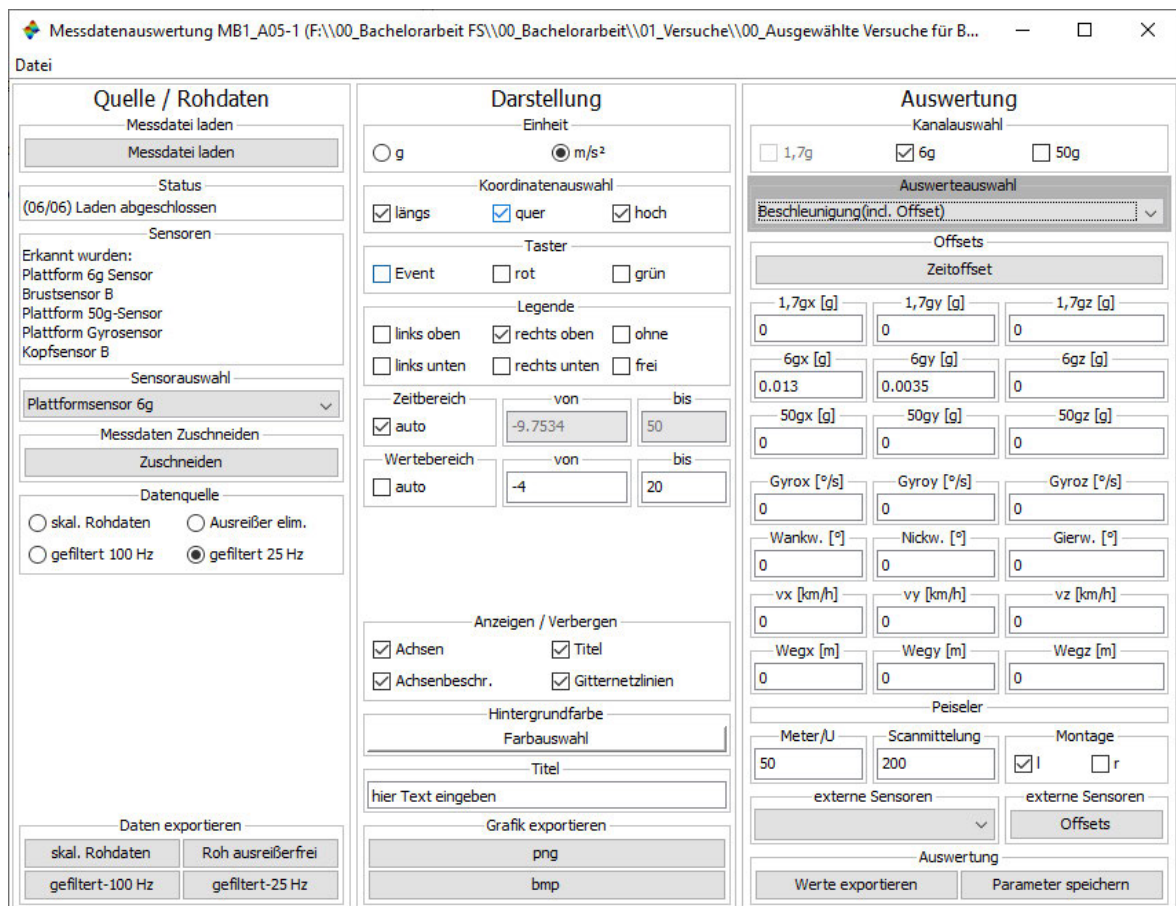 Messdatenauswertung MB1_A05-1 (F:\\00_Bachelorarbeit FS\\00_Bachelorarbeit\\01_Versuche\\00_Ausgewählte Versuche für B...
Datei
Quelle / Rohdaten
Messdatei laden
Messdatei laden
Status
(06/06) Laden abgeschlossen
Sensoren
Erkannt wurden:
Plattform 6g Sensor
Brustsensor B
Plattform 50g-Sensor
Plattform Gyrosensor
Kopfsensor B
Sensorauswahl
Plattformsensor 6g
Messdaten Zuschneiden
Zuschneiden
Datenquelle
skal. Rohdaten Ausreißer elim.
gefiltert 100 Hz gefiltert 25 Hz
Daten exportieren
skal. Rohdaten Roh ausreißerfrei
gefiltert-100 Hz gefiltert-25 Hz
Darstellung
Einheit
g m/s²
Koordinatenauswahl
längs quer hoch
Taster
Event rot grün
Legende
links oben rechts oben ohne
links unten rechts unten frei
Zeitbereich von bis
auto -9.7534 50
Wertebereich von bis
auto -4 20
Anzeigen / Verbergen
Achsen Titel
Achsenbeschr. Gitternetzlinien
Hintergrundfarbe
Farbauswahl
Titel
hier Text eingeben
Grafik exportieren
png
bmp
Auswertung
Kanalauswahl
1,7g 6g 50g
Auswerteauswahl
Beschleunigung(incl. Offset)
Offsets
Zeitoffset
1,7gx [g] 1,7gy [g] 1,7gz [g]
0 0 0
6gx [g] 6gy [g] 6gz [g]
0.013 0.0035 0
50gx [g] 50gy [g] 50gz [g]
0 0 0
Gyrox [°/s] Gyroy [°/s] Gyroz [°/s]
0 0 0
Wankw. [°] Nickw. [°] Gierw. [°]
0 0 0
vx [km/h] vy [km/h] vz [km/h]
0 0 0
Wegx [m] Wegy [m] Wegz [m]
0 0 0
Peiseler
Meter/U Scanmittelung Montage
50 200 l r
externe Sensoren externe Sensoren
Offsets
Auswertung
Werte exportieren Parameter speichern